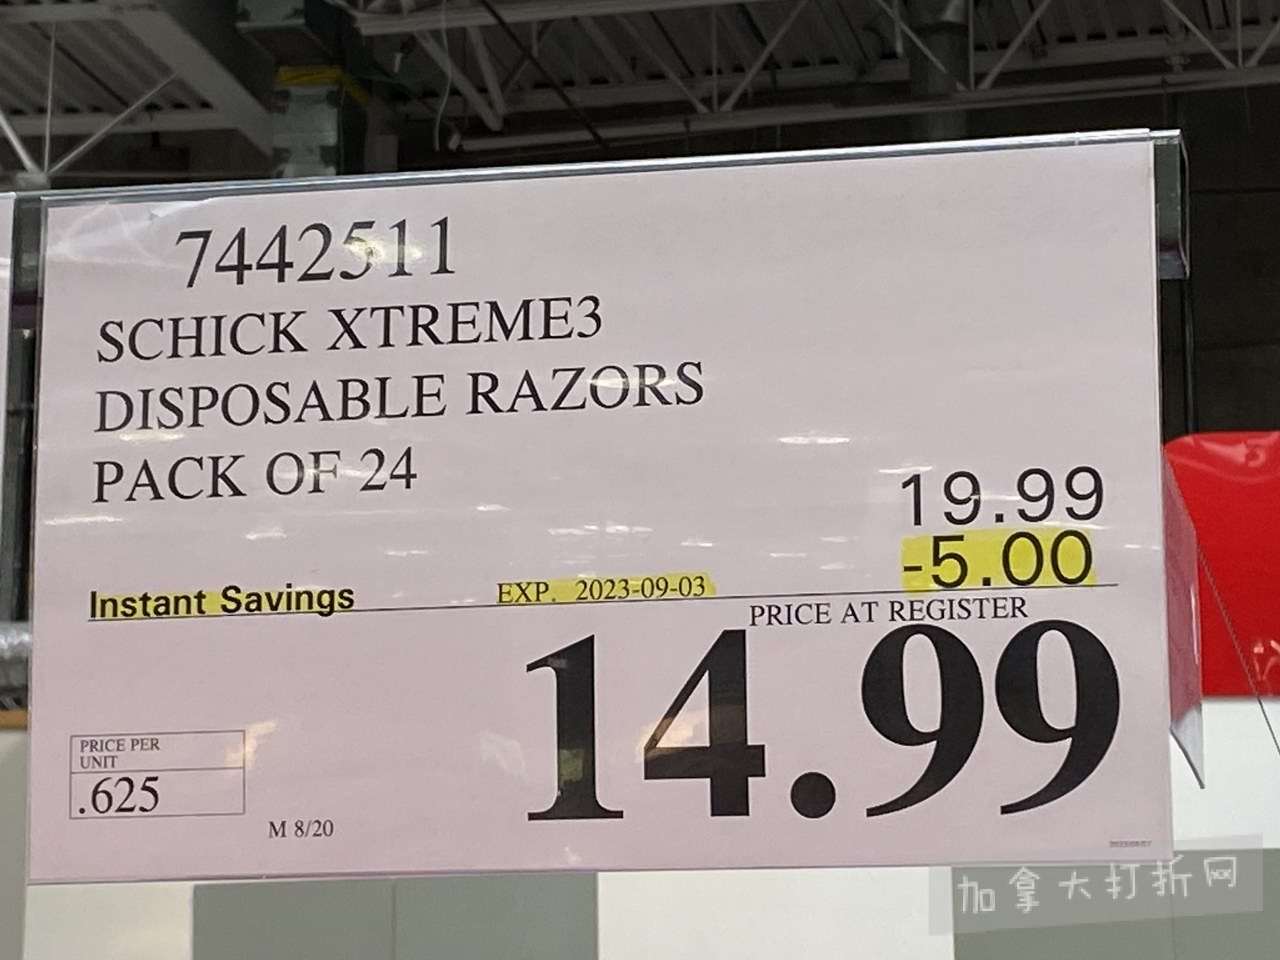 7442511
SCHICK XTREME3
DISPOSABLE RAZORS
PACK OF 24
19.99
-5.00
Instant Savings EXP. 2023-09-03
PRICE AT REGISTER
14.99
PRICE PER
UNIT
.625
M 8/20
加拿大打折网